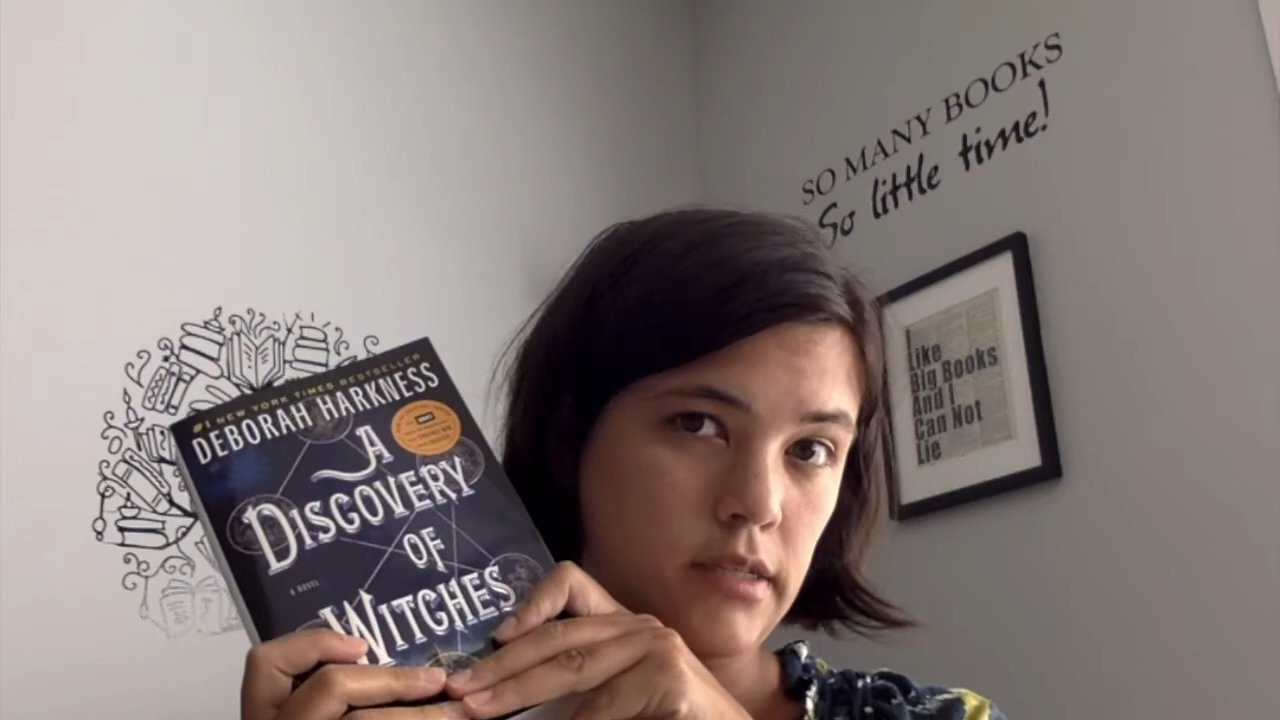 SO MANY BOOKS
So little time!
#1 NEW YORK TIMES BESTSELLER
DEBORAH HARKNESS
A
DISCOVERY
OF
WITCHES
A NOVEL
Like
Big Books
And I
Can Not
Lie